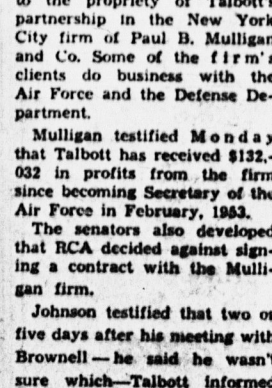 to the propriety of Talbott's
partnership in the New York
City firm of Paul B. Mulligan
and Co. Some of the firm's
clients do business with the
Air Force and the Defense De-
partment.
Mulligan testified Monday
that Talbott has received $132,-
032 in profits from the firm
since becoming Secretary of the
Air Force in February, 1953.
The senators also developed
that RCA decided against sign-
ing a contract with the Mulli-
gan firm.
Johnson testified that two or
five days after his meeting with
Brownell — he said he wasn't
sure which — Talbott informe